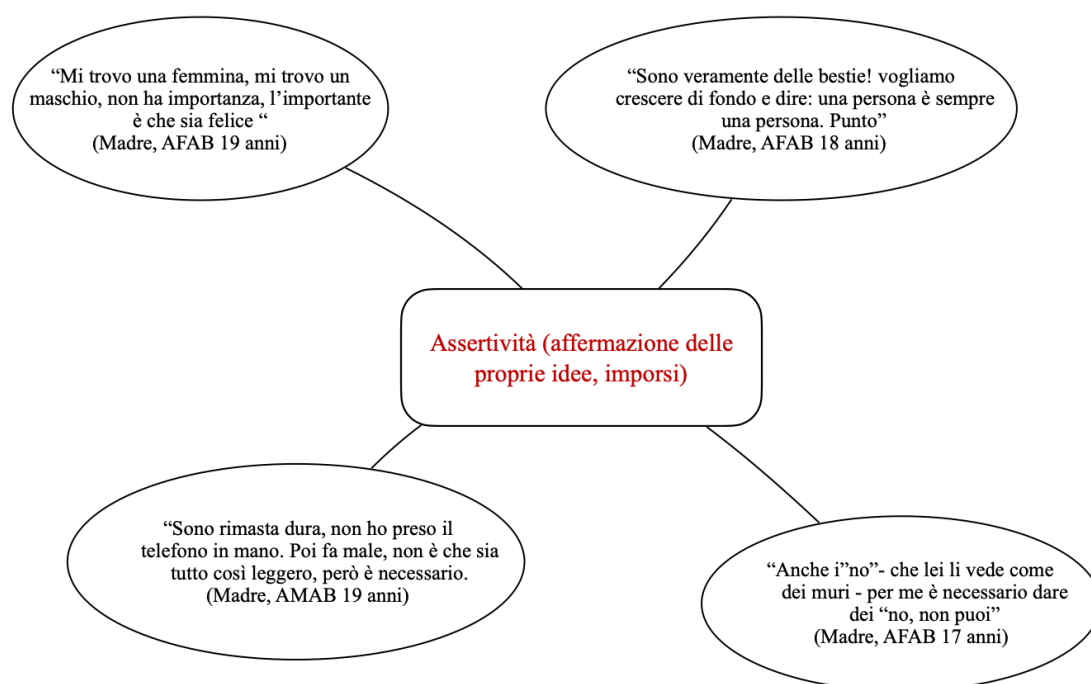 “Mi trovo una femmina, mi trovo un
maschio, non ha importanza, l’importante
è che sia felice “
(Madre, AFAB 19 anni)
“Sono veramente delle bestie! vogliamo
crescere di fondo e dire: una persona è sempre
una persona. Punto”
(Madre, AFAB 18 anni)
Assertività (affermazione delle
proprie idee, imporsi)
“Sono rimasta dura, non ho preso il
telefono in mano. Poi fa male, non è che sia
tutto così leggero, però è necessario.
(Madre, AMAB 19 anni)
“Anche i”no”- che lei li vede come
dei muri - per me è necessario dare
dei “no, non puoi”
(Madre, AFAB 17 anni)